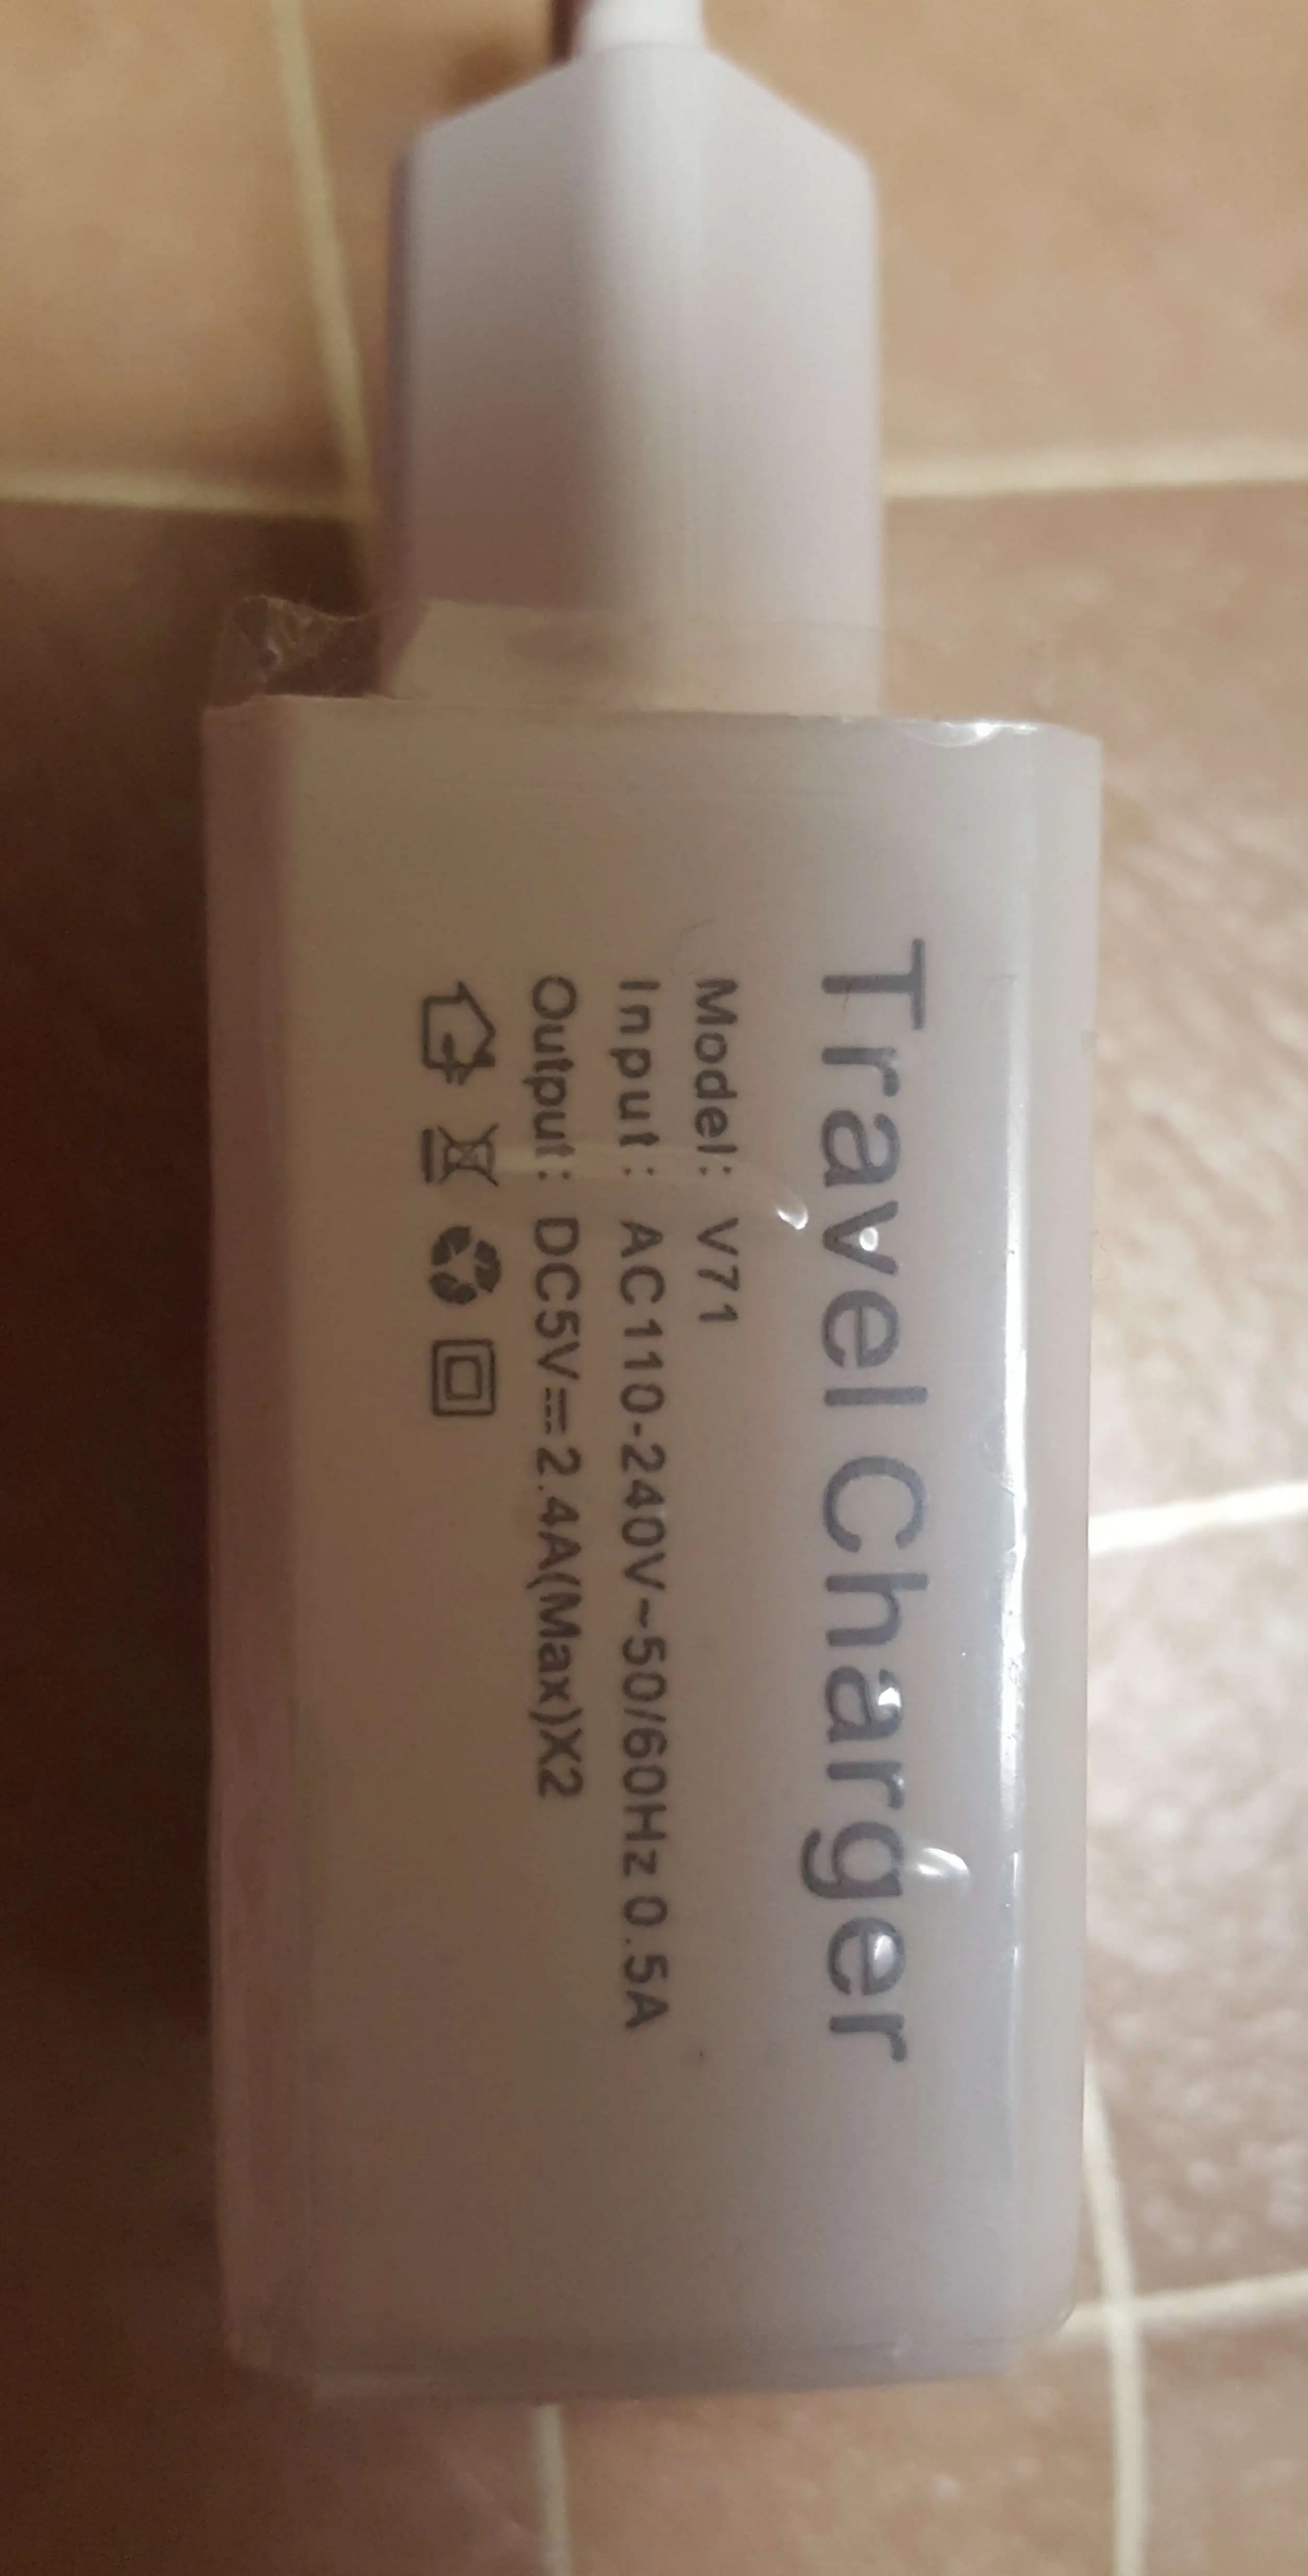 Travel Charger
Model: V71
Input: AC110-240V~50/60Hz 0.5A
Output: DC5V⎓2.4A(Max)X2